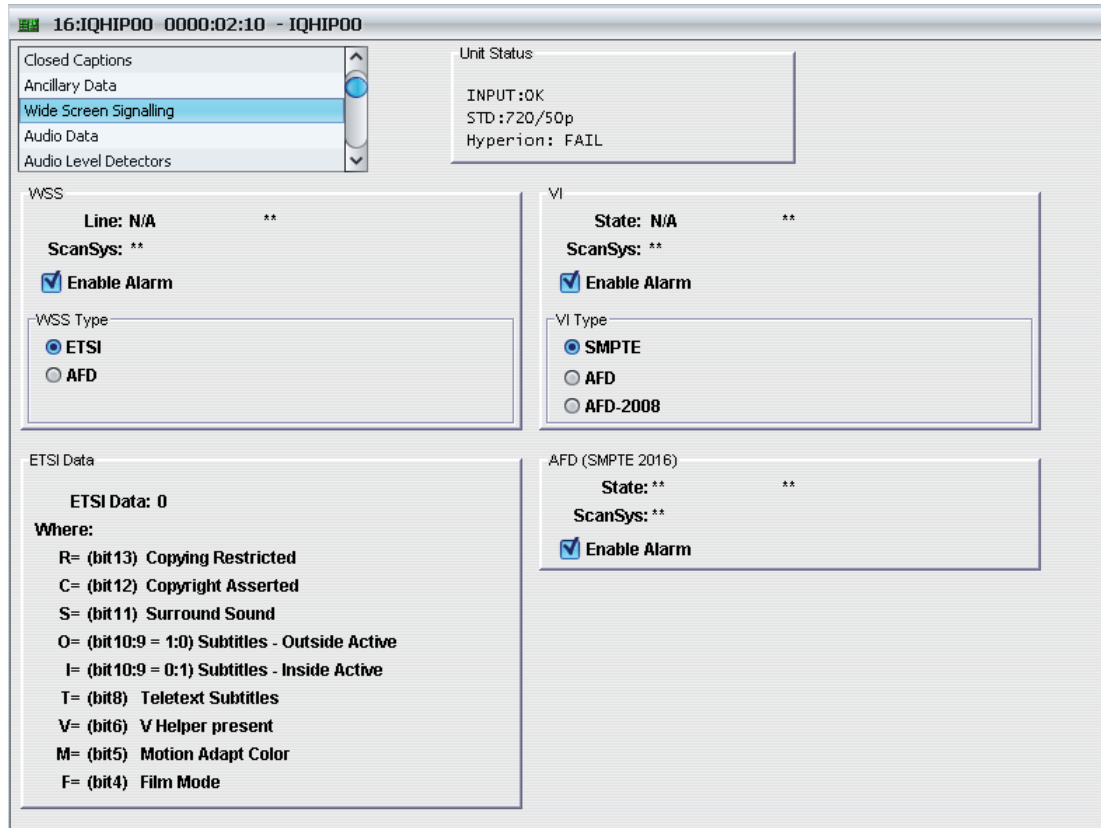 16:IQHIP00 0000:02:10 - IQHIP00
Closed Captions
Ancillary Data
Wide Screen Signalling
Audio Data
Audio Level Detectors
Unit Status
INPUT:OK
STD:720/50p
Hyperion: FAIL
WSS
Line: N/A **
ScanSys: **
Enable Alarm
WSS Type
ETSI
AFD
VI
State: N/A **
ScanSys: **
Enable Alarm
VI Type
SMPTE
AFD
AFD-2008
ETSI Data
ETSI Data: 0
Where:
R= (bit13) Copying Restricted
C= (bit12) Copyright Asserted
S= (bit11) Surround Sound
O= (bit10:9 = 1:0) Subtitles - Outside Active
I= (bit10:9 = 0:1) Subtitles - Inside Active
T= (bit8) Teletext Subtitles
V= (bit6) V Helper present
M= (bit5) Motion Adapt Color
F= (bit4) Film Mode
AFD (SMPTE 2016)
State: ** **
ScanSys: **
Enable Alarm